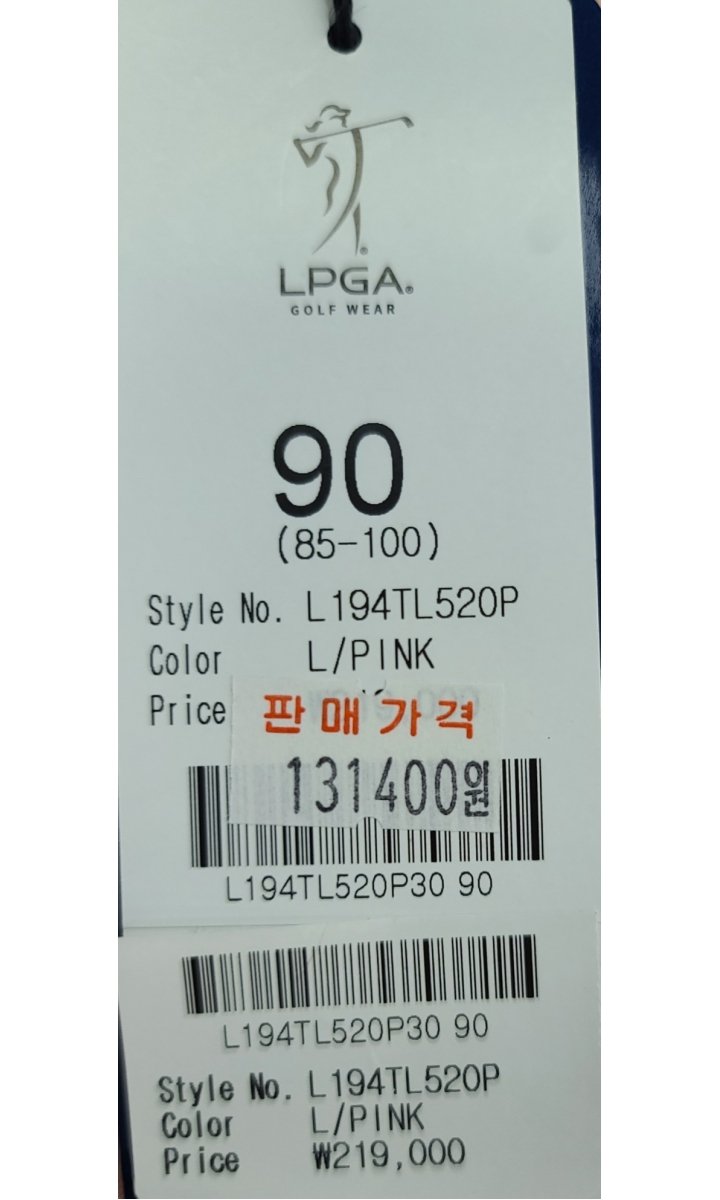 LPGA®
GOLF WEAR
90
(85-100)
Style No. L194TL520P
Color L/PINK
Price
판매가격
131400원
L194TL520P30 90
L194TL520P30 90
Style No. L194TL520P
Color L/PINK
Price ₩219,000